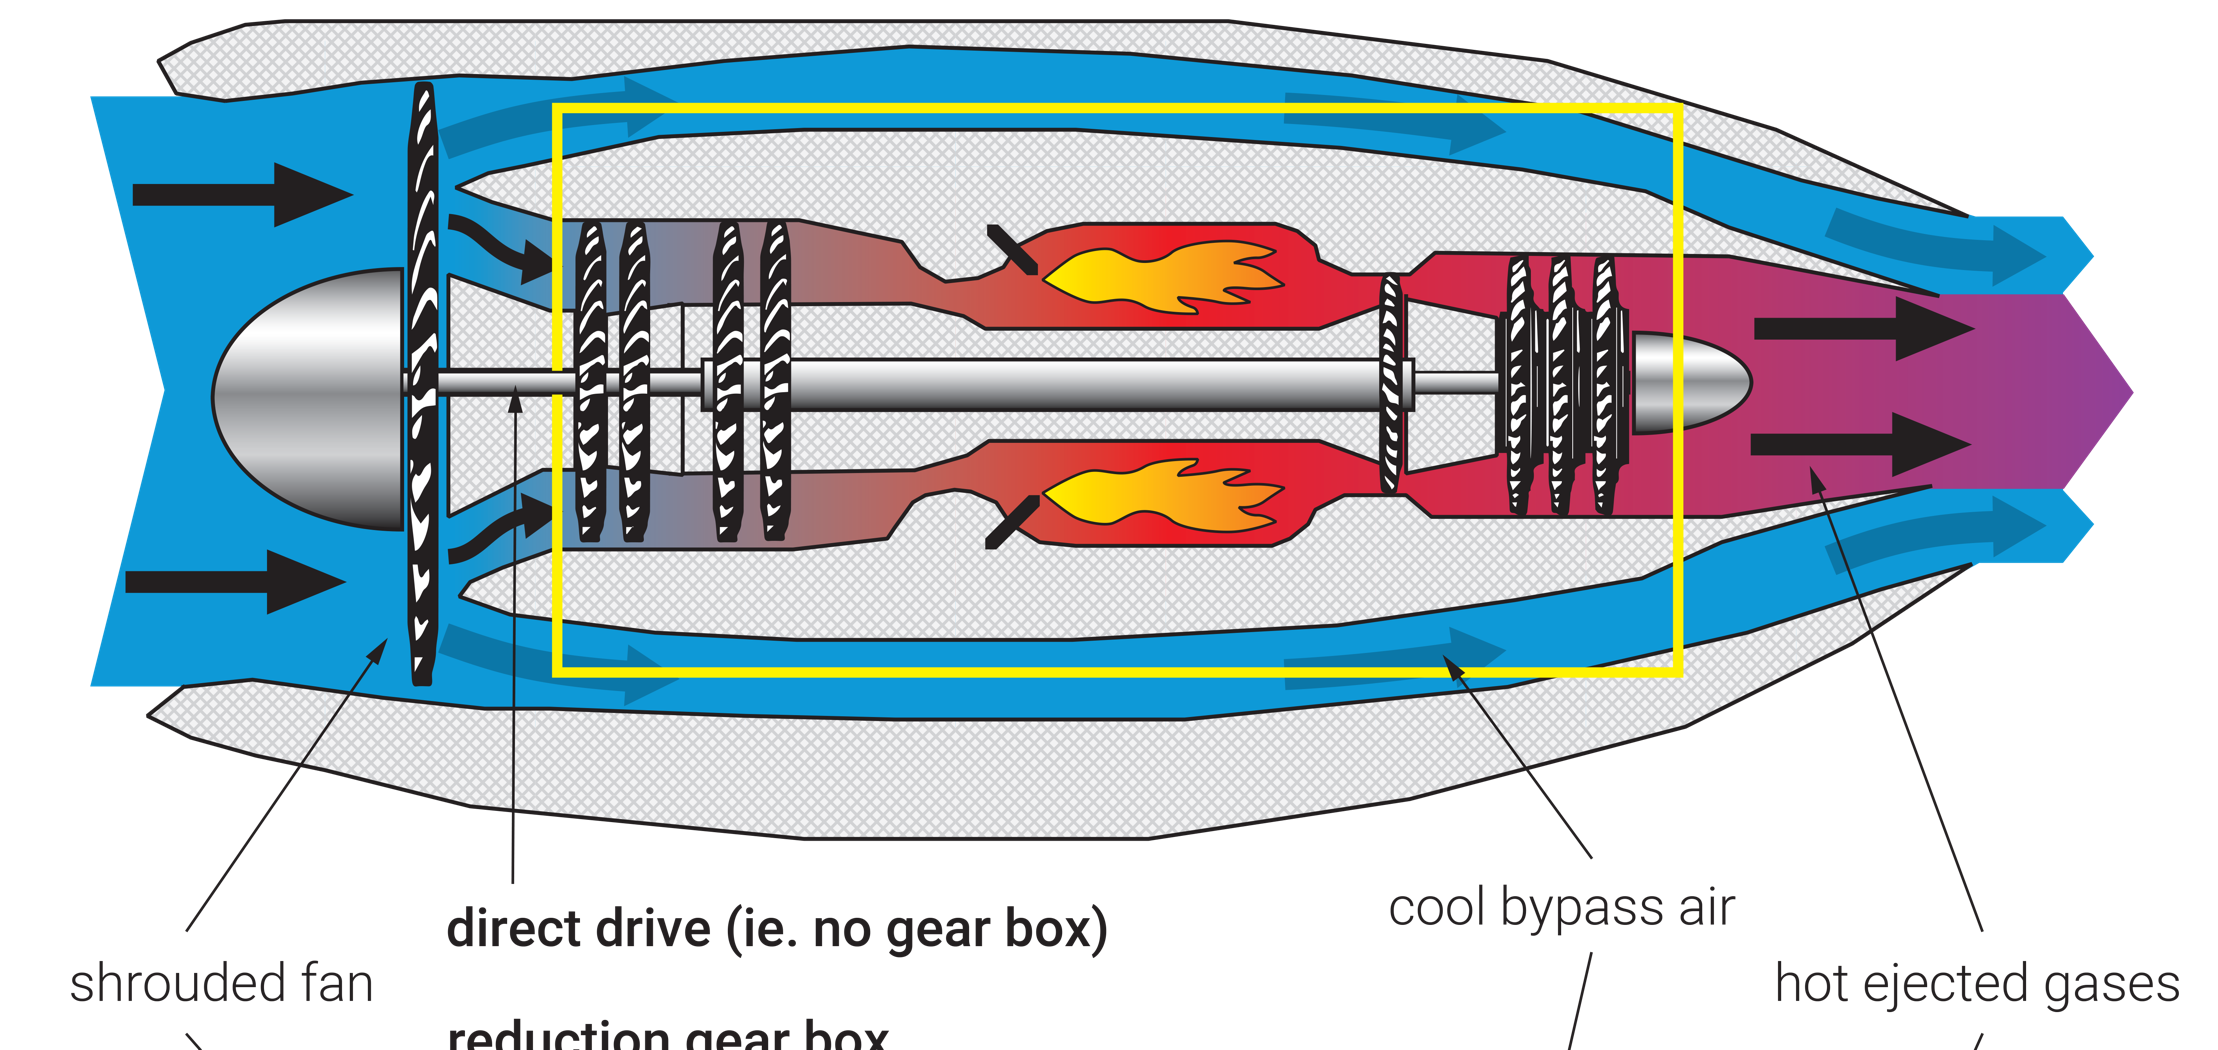 direct drive (ie. no gear box)
cool bypass air
shrouded fan
hot ejected gases
reduction gear box